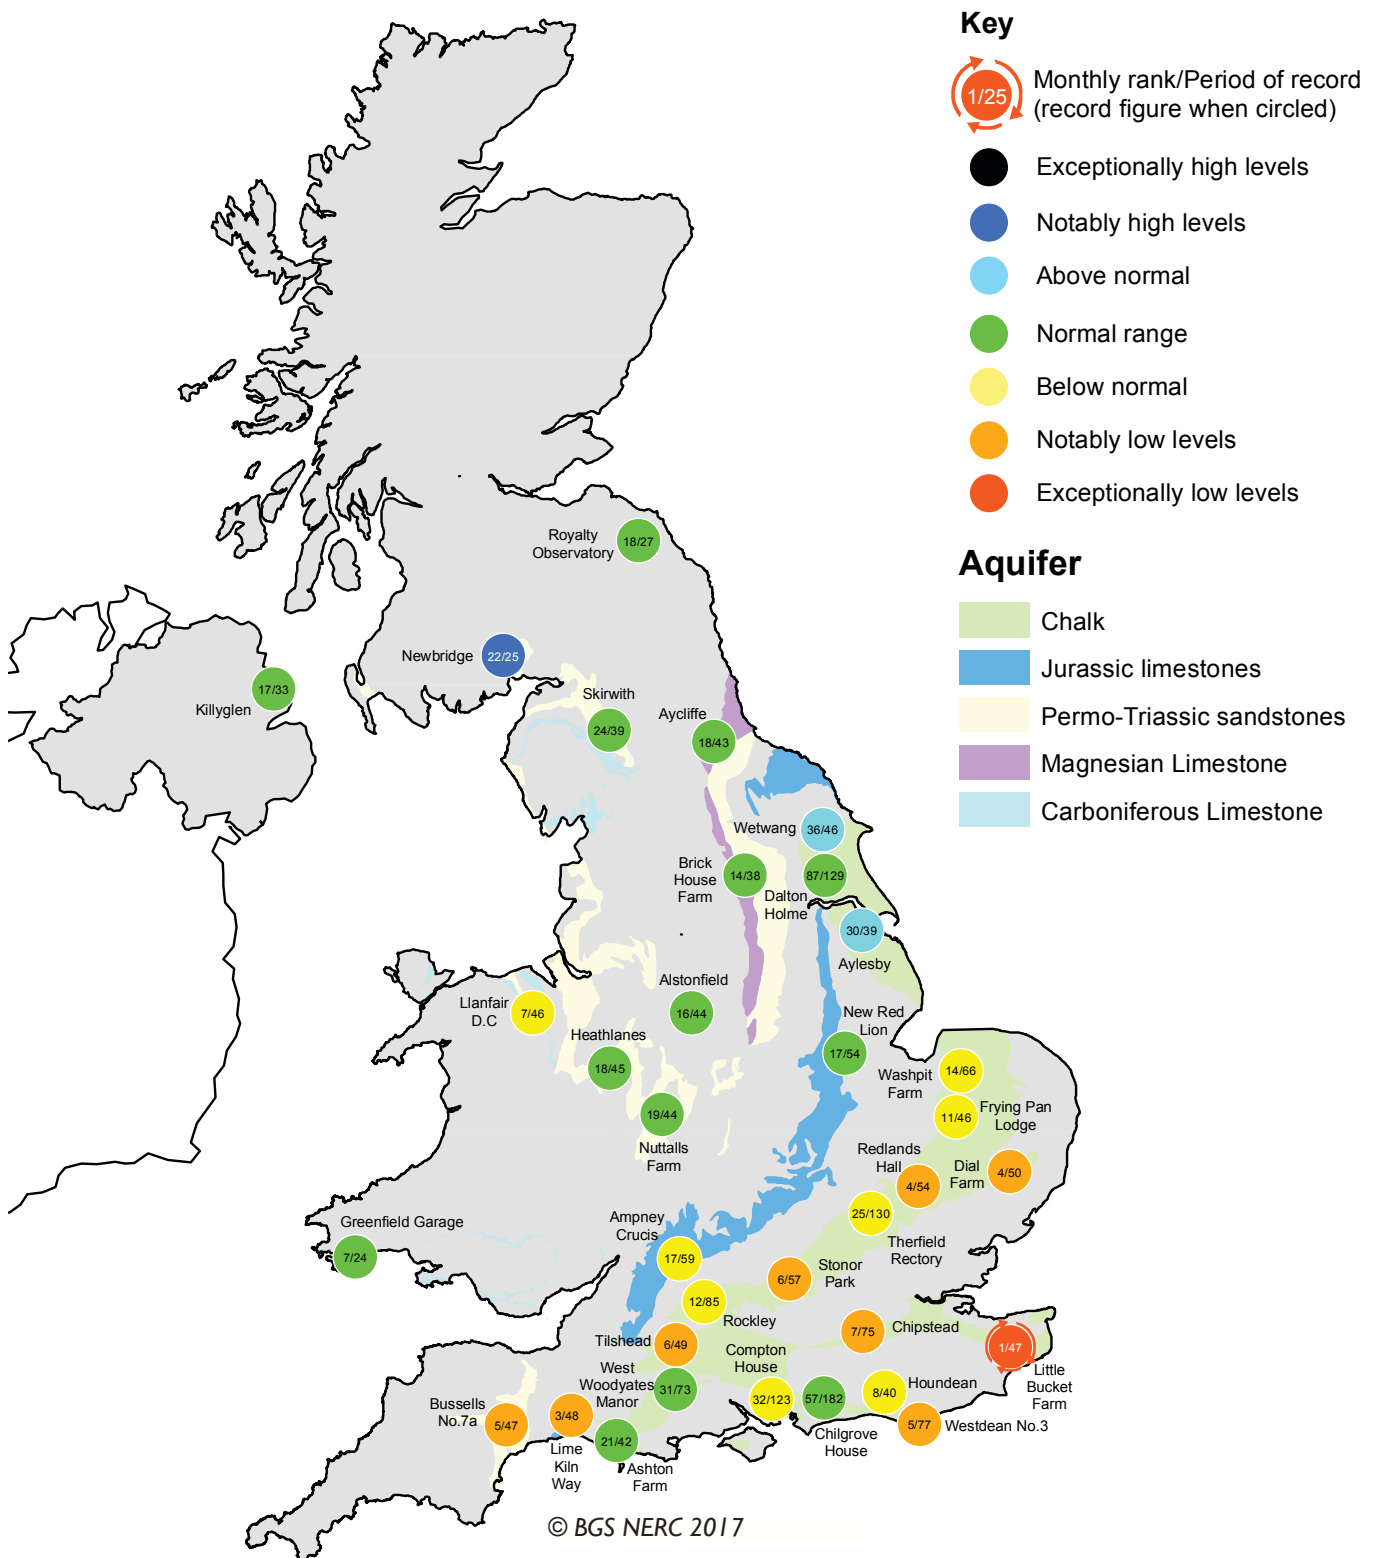 Key
1/25
Monthly rank/Period of record
(record figure when circled)
Exceptionally high levels
Notably high levels
Above normal
Normal range
Below normal
Notably low levels
Exceptionally low levels
Aquifer
Chalk
Jurassic limestones
Permo-Triassic sandstones
Magnesian Limestone
Carboniferous Limestone
Royalty
Observatory
18/27
Newbridge
22/25
Killyglen
17/33
Skirwith
24/39
Aycliffe
18/43
Wetwang
36/46
Brick
House
Farm
14/38
Dalton
Holme
87/129
30/39
Aylesby
Llanfair
D.C
7/46
Alstonfield
16/44
New Red
Lion
17/54
Heathlanes
18/45
19/44
Nuttalls
Farm
Washpit
Farm
14/66
11/46
Frying Pan
Lodge
Redlands
Hall
4/54
Dial
Farm
4/50
25/130
Therfield
Rectory
Greenfield Garage
7/24
Ampney
Crucis
17/59
6/57
Stonor
Park
12/85
Rockley
7/75
Chipstead
1/47
Little
Bucket
Farm
Tilshead
6/49
Compton
House
32/123
West
Woodyates
Manor
31/73
57/182
Chilgrove
House
8/40
Houndean
5/77
Westdean No.3
Bussells
No.7a
5/47
3/48
Lime
Kiln
Way
21/42
Ashton
Farm
© BGS NERC 2017